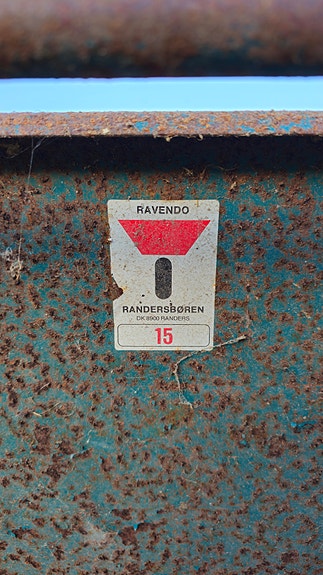 RAVENDO
RANDERSBØREN
DK 8900 RANDERS
15